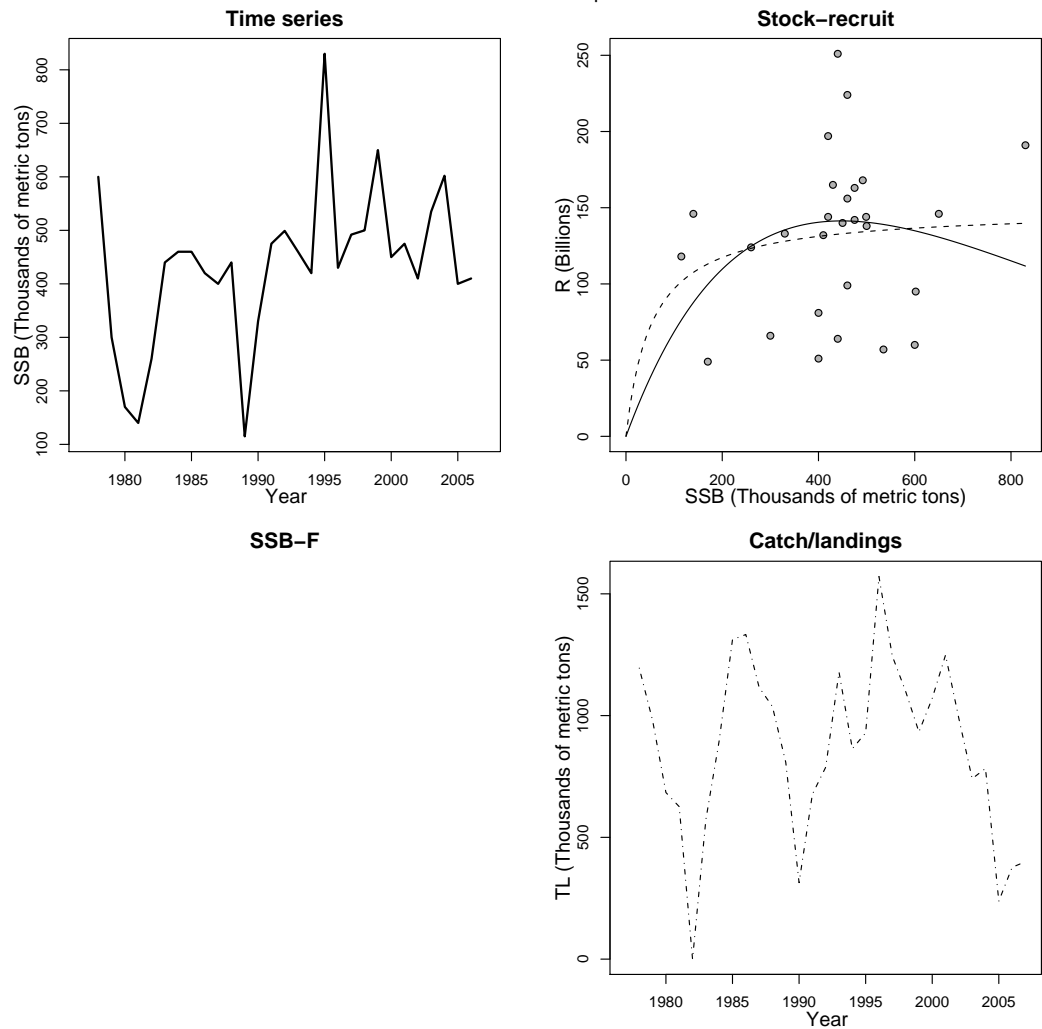 Time series
SSB (Thousands of metric tons)
800
700
600
500
400
300
200
100
1980 1985 1990 1995 2000 2005
Year
Stock−recruit
R (Billions)
250
200
150
100
50
0
0 200 400 600 800
SSB (Thousands of metric tons)
SSB−F
Catch/landings
TL (Thousands of metric tons)
1500
1000
500
0
1980 1985 1990 1995 2000 2005
Year